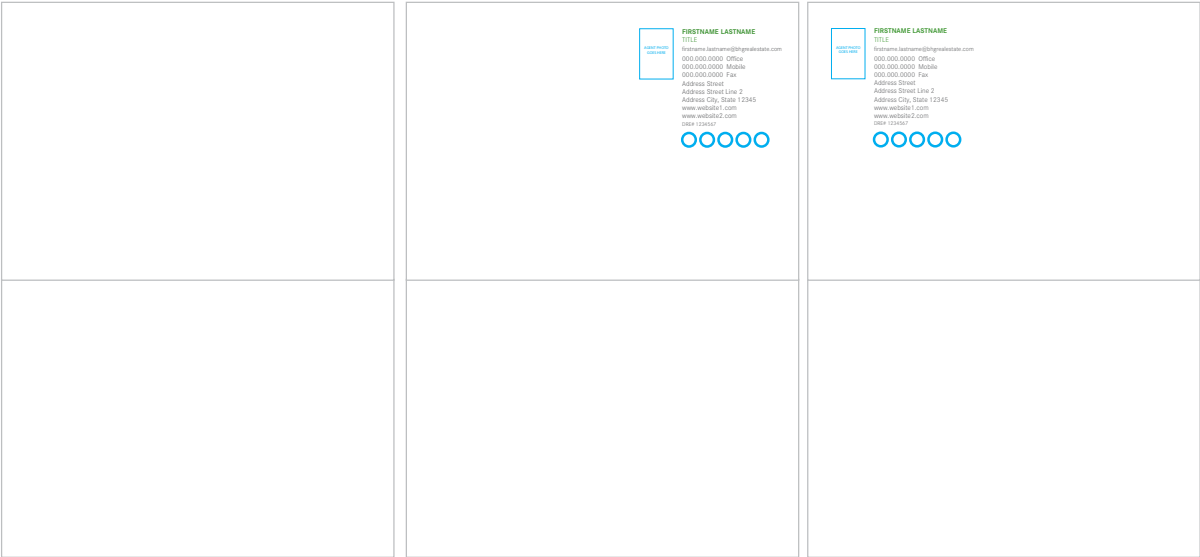 AGENT PHOTO
GOES HERE
FIRSTNAME LASTNAME
TITLE
firstname.lastname@bhgrealestate.com
000.000.0000 Office
000.000.0000 Mobile
000.000.0000 Fax
Address Street
Address Street Line 2
Address City, State 12345
www.website1.com
www.website2.com
DRE# 1234567
AGENT PHOTO
GOES HERE
FIRSTNAME LASTNAME
TITLE
firstname.lastname@bhgrealestate.com
000.000.0000 Office
000.000.0000 Mobile
000.000.0000 Fax
Address Street
Address Street Line 2
Address City, State 12345
www.website1.com
www.website2.com
DRE# 1234567